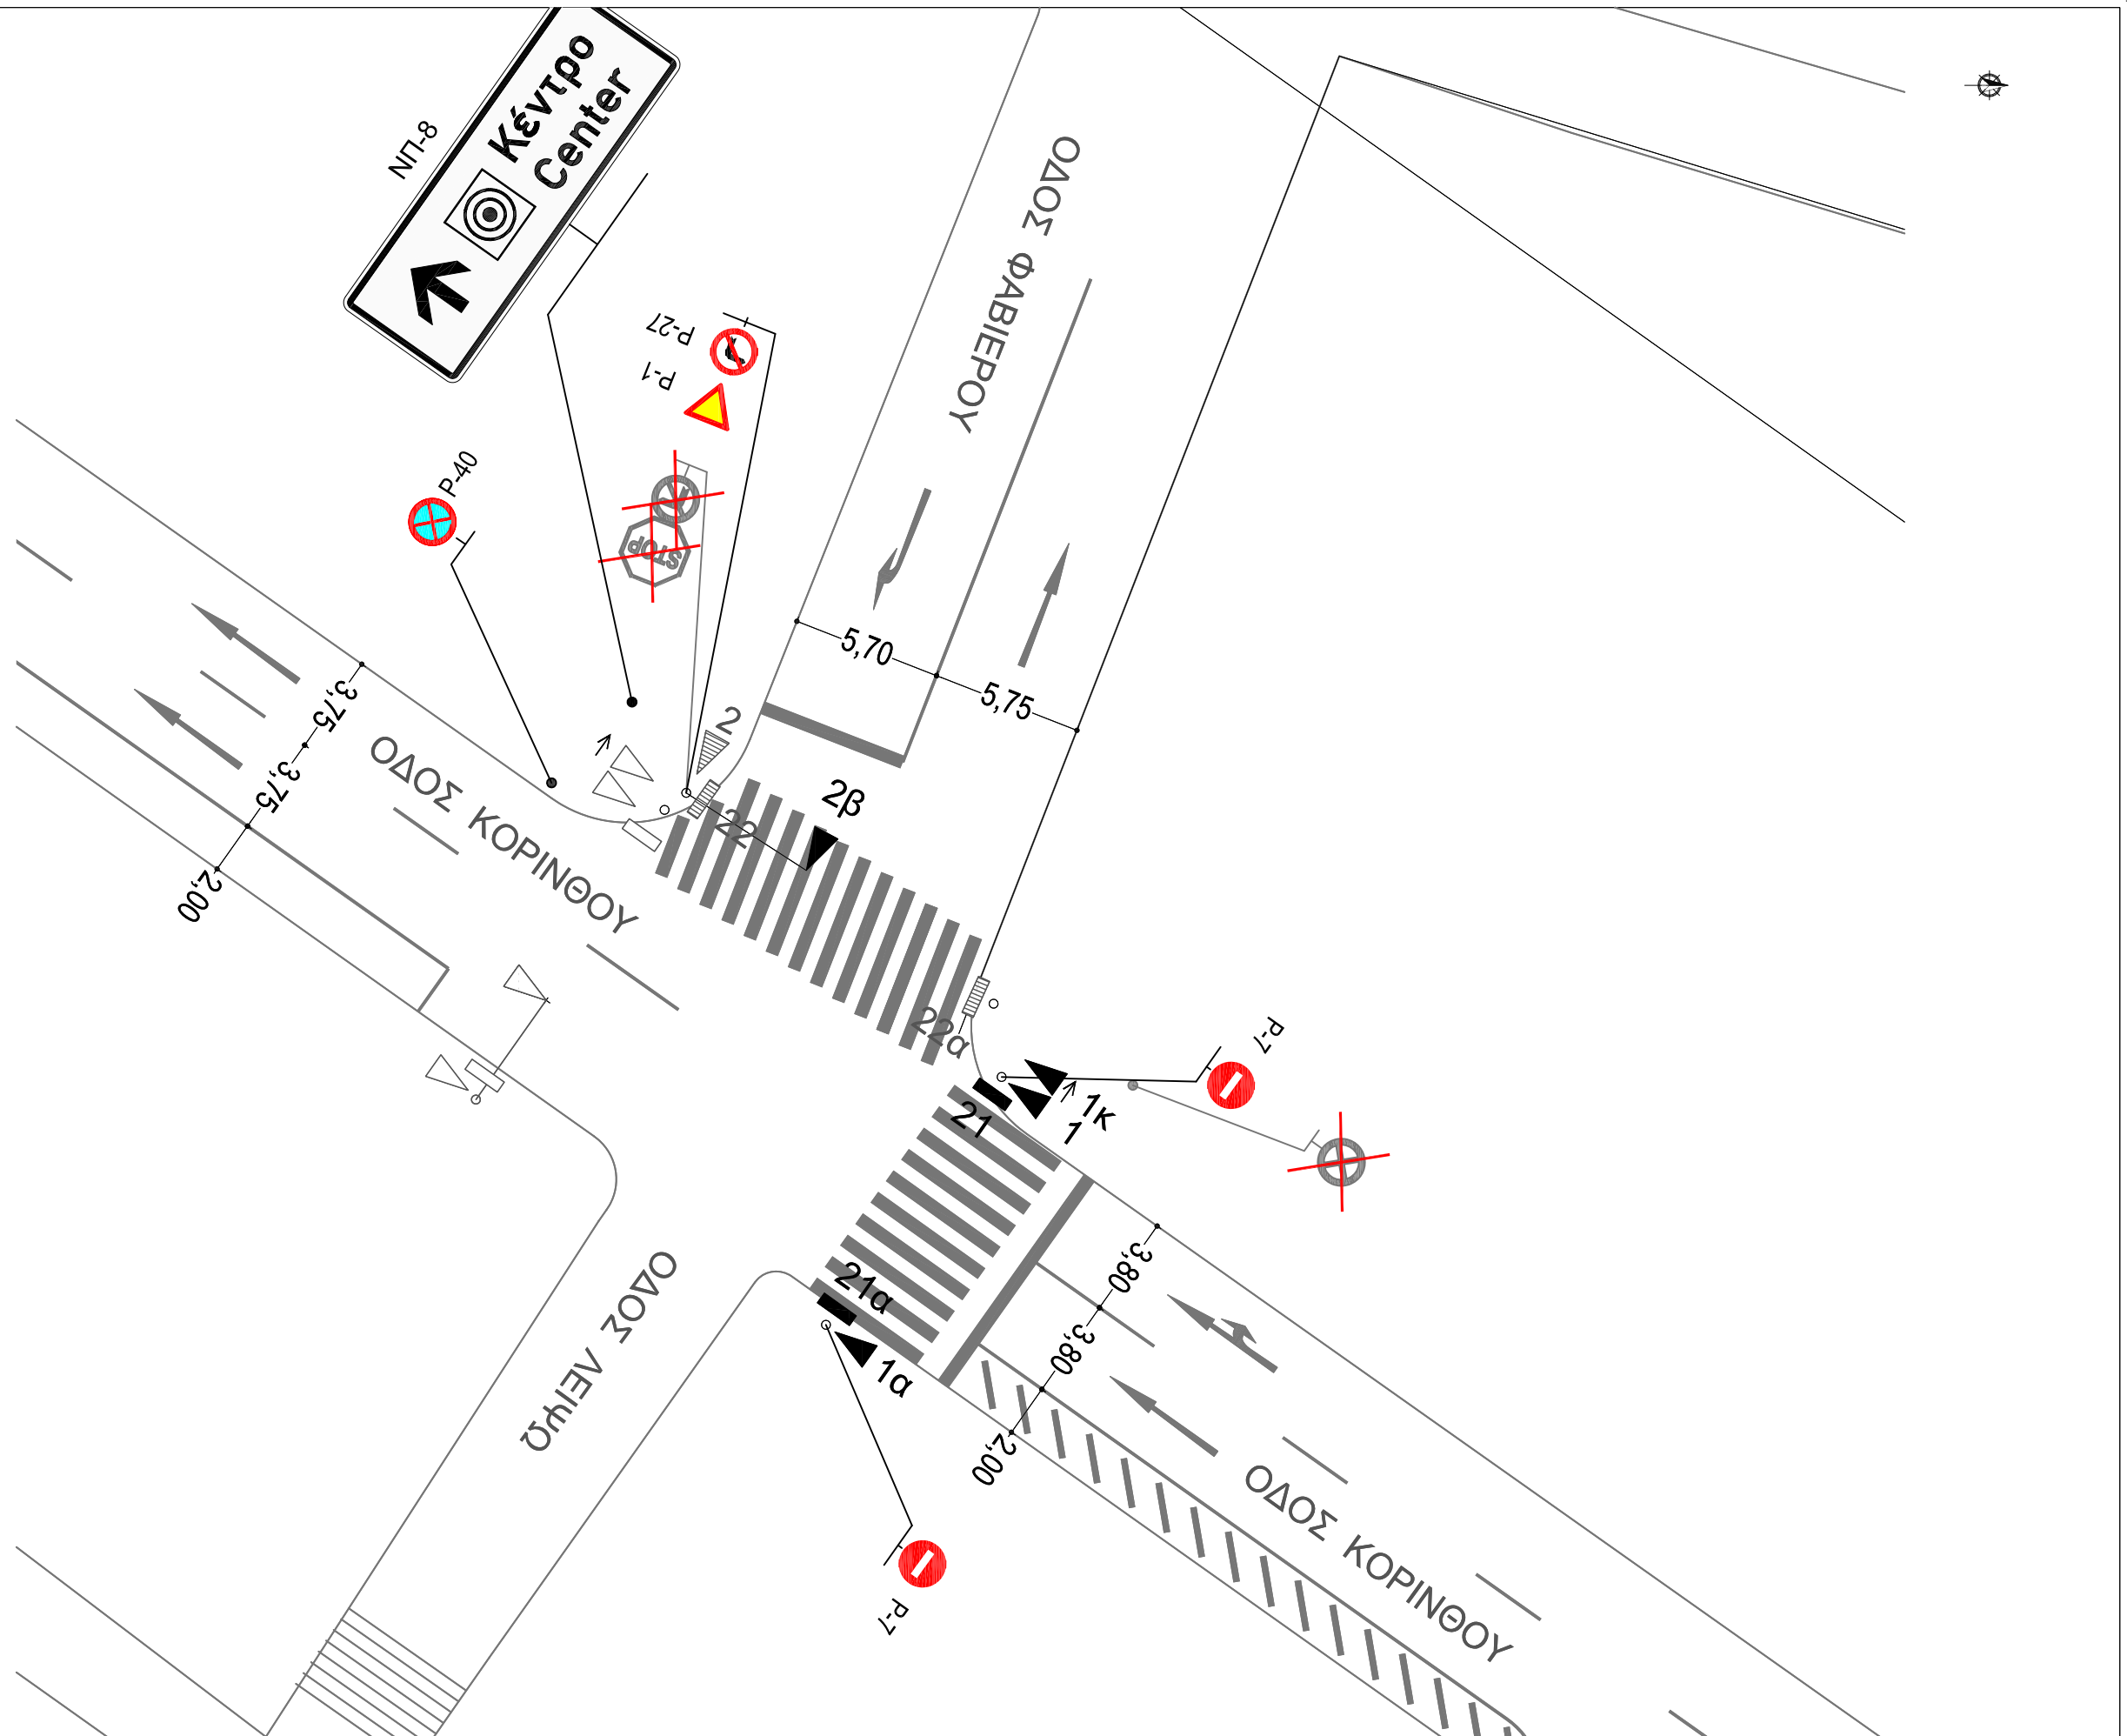 Κέντρο
Center
ΝΠ-8
P-27
P-1
P-40
STOP
ΟΔΟΣ ΦΑΒΙΕΡΟΥ
5,70
5,75
3,75
3,75
2,00
ΟΔΟΣ ΚΟΡΙΝΘΟΥ
2
22
2β
22α
P-7
1κ
1
21
21α
1α
3,80
3,80
2,00
ΟΔΟΣ ΑΕΙΨΩ
ΟΔΟΣ ΚΟΡΙΝΘΟΥ
P-7